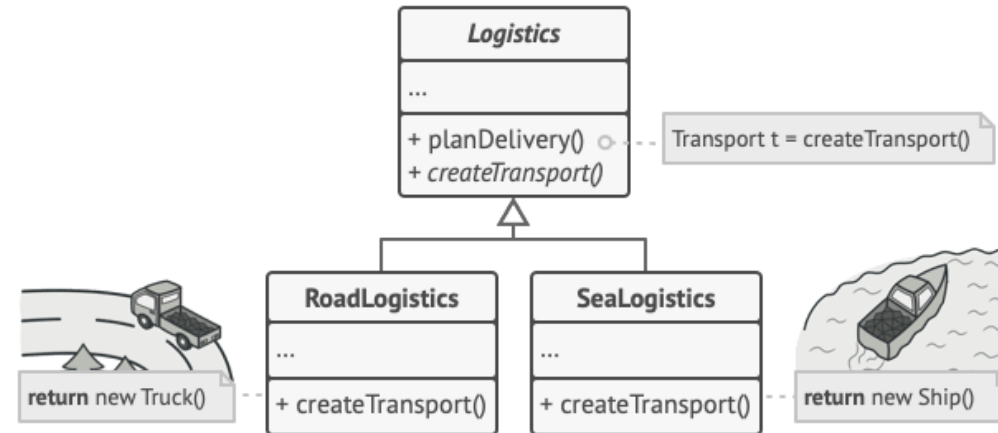 Logistics
...
+ planDelivery()
+ createTransport()
Transport t = createTransport()
RoadLogistics
...
+ createTransport()
return new Truck()
SeaLogistics
...
+ createTransport()
return new Ship()